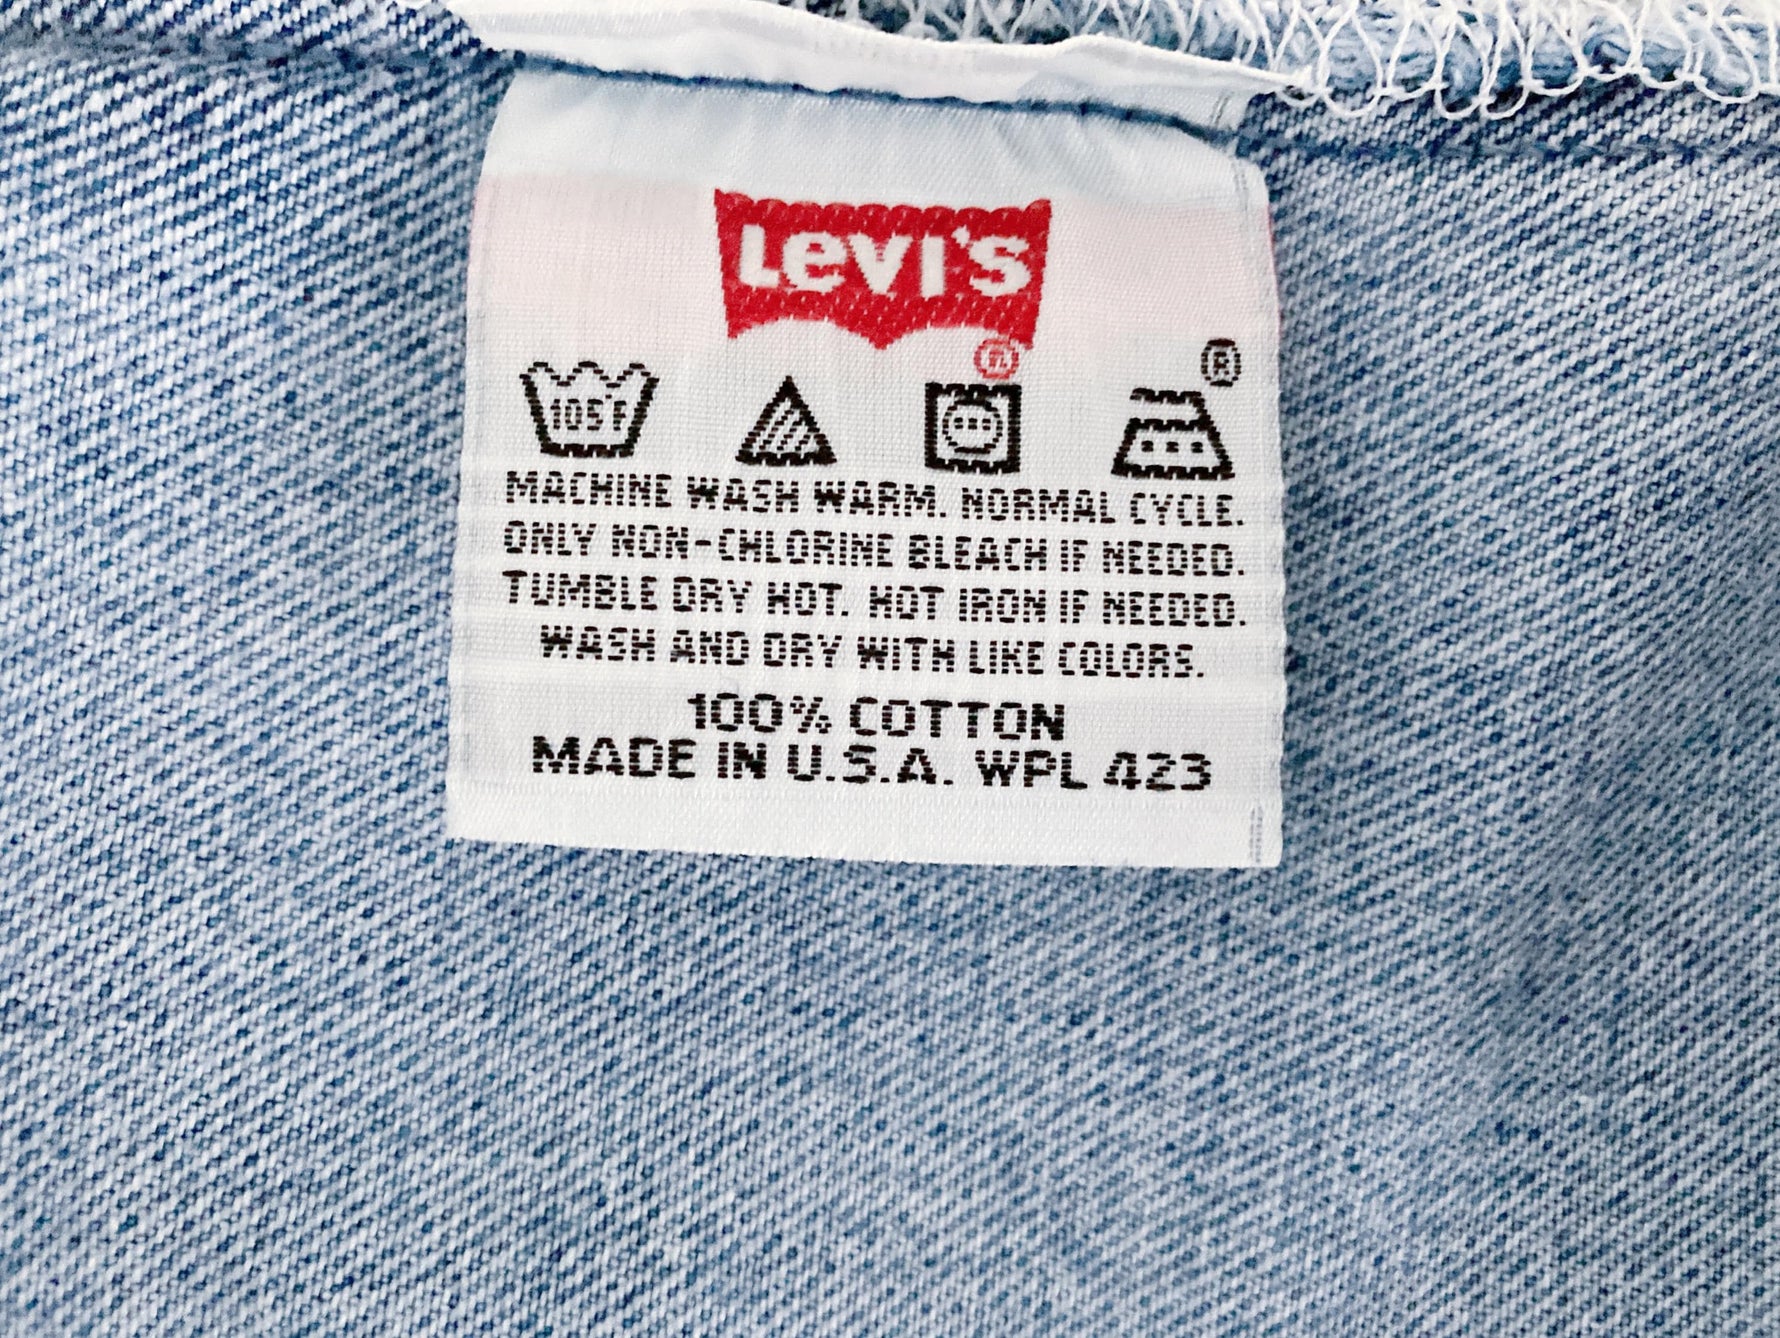 Levi's
®
®
105°F
MACHINE WASH WARM. NORMAL CYCLE.
ONLY NON-CHLORINE BLEACH IF NEEDED.
TUMBLE DRY HOT. HOT IRON IF NEEDED.
WASH AND DRY WITH LIKE COLORS.
100% COTTON
MADE IN U.S.A. WPL 423